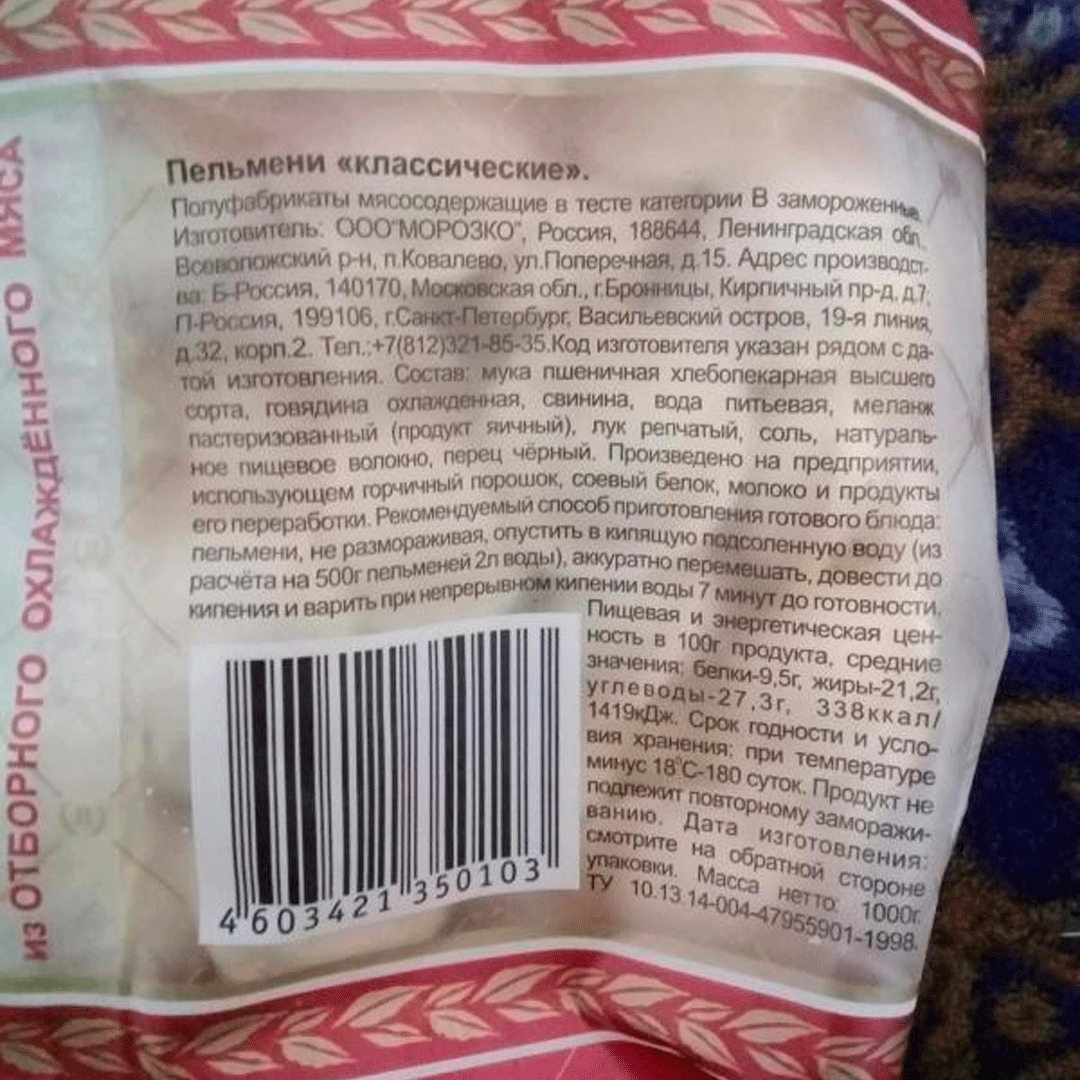 из ОТБОРНОГО ОХЛАЖДЁННОГО МЯСА
Пельмени «классические».
Полуфабрикаты мясосодержащие в тесте категории В замороженные
Изготовитель: ООО"МОРОЗКО", Россия, 188644, Ленинградская обл.,
Всеволожский р-н, п.Ковалево, ул.Поперечная, д.15. Адрес производст-
ва: Б-Россия, 140170, Московская обл., г.Бронницы, Кирпичный пр-д, д.7;
П-Россия, 199106, г.Санкт-Петербург, Васильевский остров, 19-я линия,
д.32, корп.2. Тел.:+7(812)321-85-35.Код изготовителя указан рядом с да-
той изготовления. Состав: мука пшеничная хлебопекарная высшего
сорта, говядина охлажденная, свинина, вода питьевая, меланж
пастеризованный (продукт яичный), лук репчатый, соль, натураль-
ное пищевое волокно, перец чёрный. Произведено на предприятии,
использующем горчичный порошок, соевый белок, молоко и продукты
его переработки. Рекомендуемый способ приготовления готового блюда:
пельмени, не размораживая, опустить в кипящую подсоленную воду (из
расчёта на 500г пельменей 2л воды), аккуратно перемешать, довести до
кипения и варить при непрерывном кипении воды 7 минут до готовности.
Пищевая и энергетическая цен-
ность в 100г продукта, средние
значения: белки-9,5г, жиры-21,2г,
углеводы-27,3г, 338ккал/
1419кДж. Срок годности и усло-
вия хранения: при температуре
минус 18°С-180 суток. Продукт не
подлежит повторному заморажи-
ванию. Дата изготовления:
смотрите на обратной стороне
упаковки. Масса нетто: 1000г.
ТУ 10.13.14-004-47955901-1998.
4 603421 350103